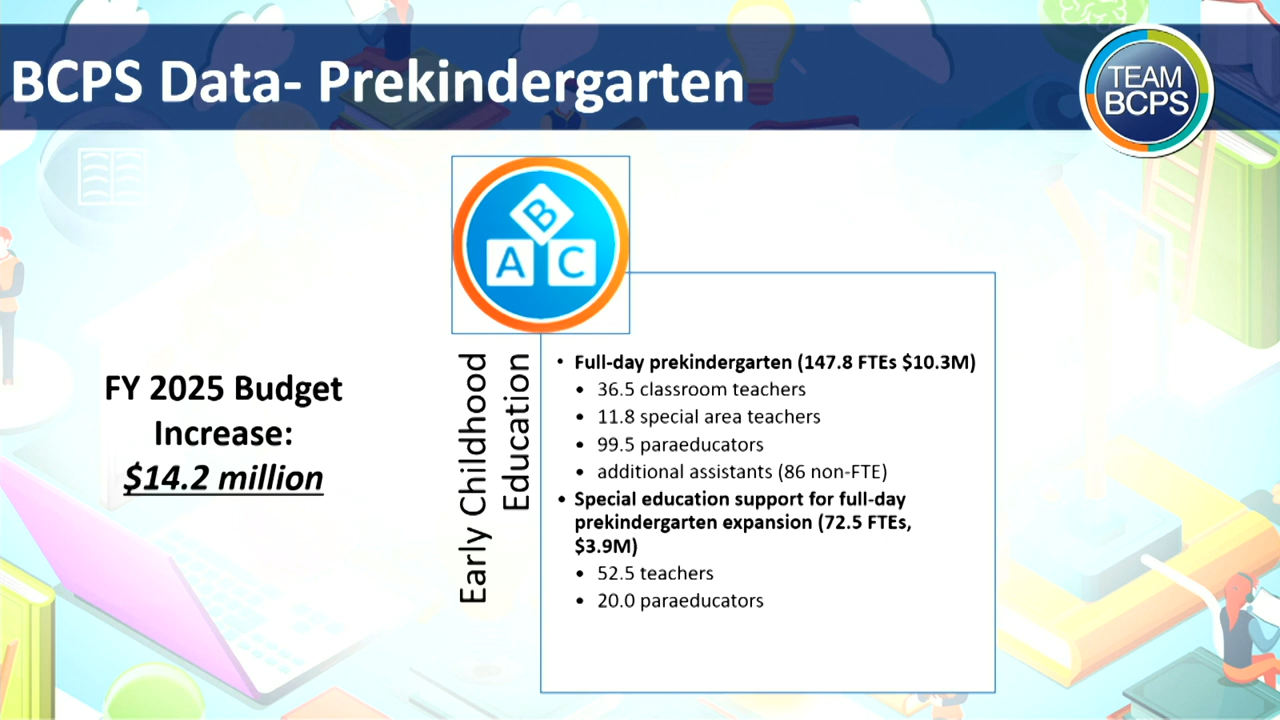 BCPS Data- Prekindergarten
TEAM
BCPS
B
A C
FY 2025 Budget
Increase:
$14.2 million
Early Childhood
Education
• Full-day prekindergarten (147.8 FTEs $10.3M)
• 36.5 classroom teachers
• 11.8 special area teachers
• 99.5 paraeducators
• additional assistants (86 non-FTE)
• Special education support for full-day
prekindergarten expansion (72.5 FTEs,
$3.9M)
• 52.5 teachers
• 20.0 paraeducators